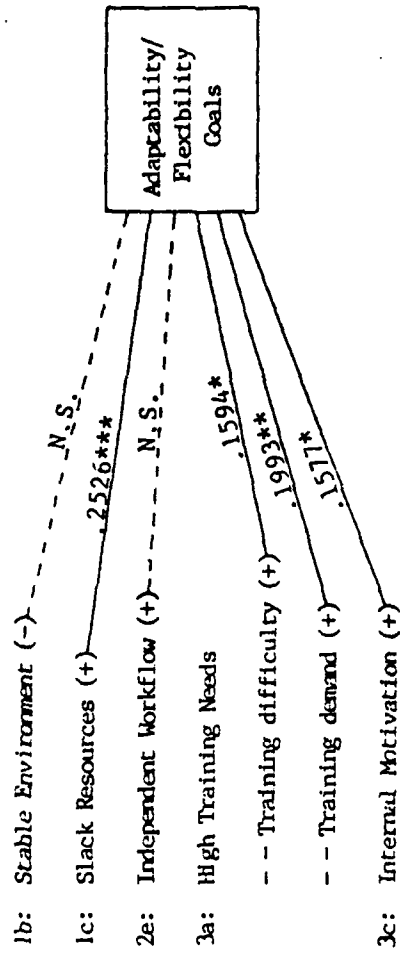 1b: Stable Environment (-)
N.S.
1c: Slack Resources (+)
.2526***
2e: Independent Workflow (+)
N.S.
3a: High Training Needs
-- Training difficulty (+)
.1594*
-- Training demand (+)
.1993**
3c: Internal Motivation (+)
.1577*
Adaptability/
Flexibility
Goals